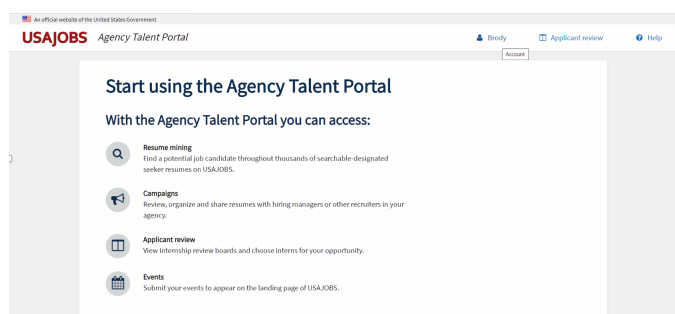 An official website of the United States Government
USAJOBS Agency Talent Portal
Brody
Applicant review
Help
Account
Start using the Agency Talent Portal
With the Agency Talent Portal you can access:
Resume mining
Find a potential job candidate throughout thousands of searchable-designated
seeker resumes on USAJOBS.
Campaigns
Review, organize and share resumes with hiring managers or other recruiters in your
agency.
Applicant review
View internship review boards and choose interns for your opportunity.
Events
Submit your events to appear on the landing page of USAJOBS.